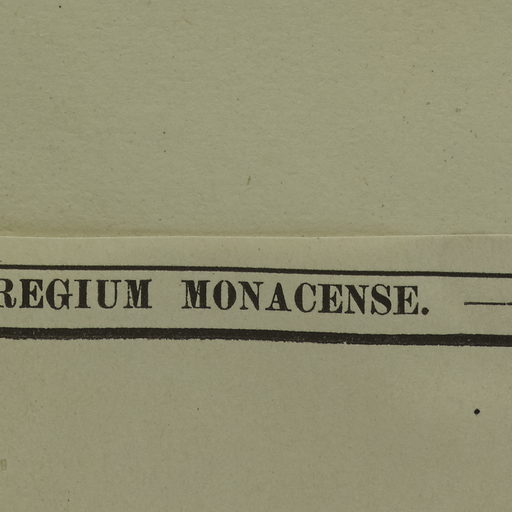 REGIUM MONACENSE. —